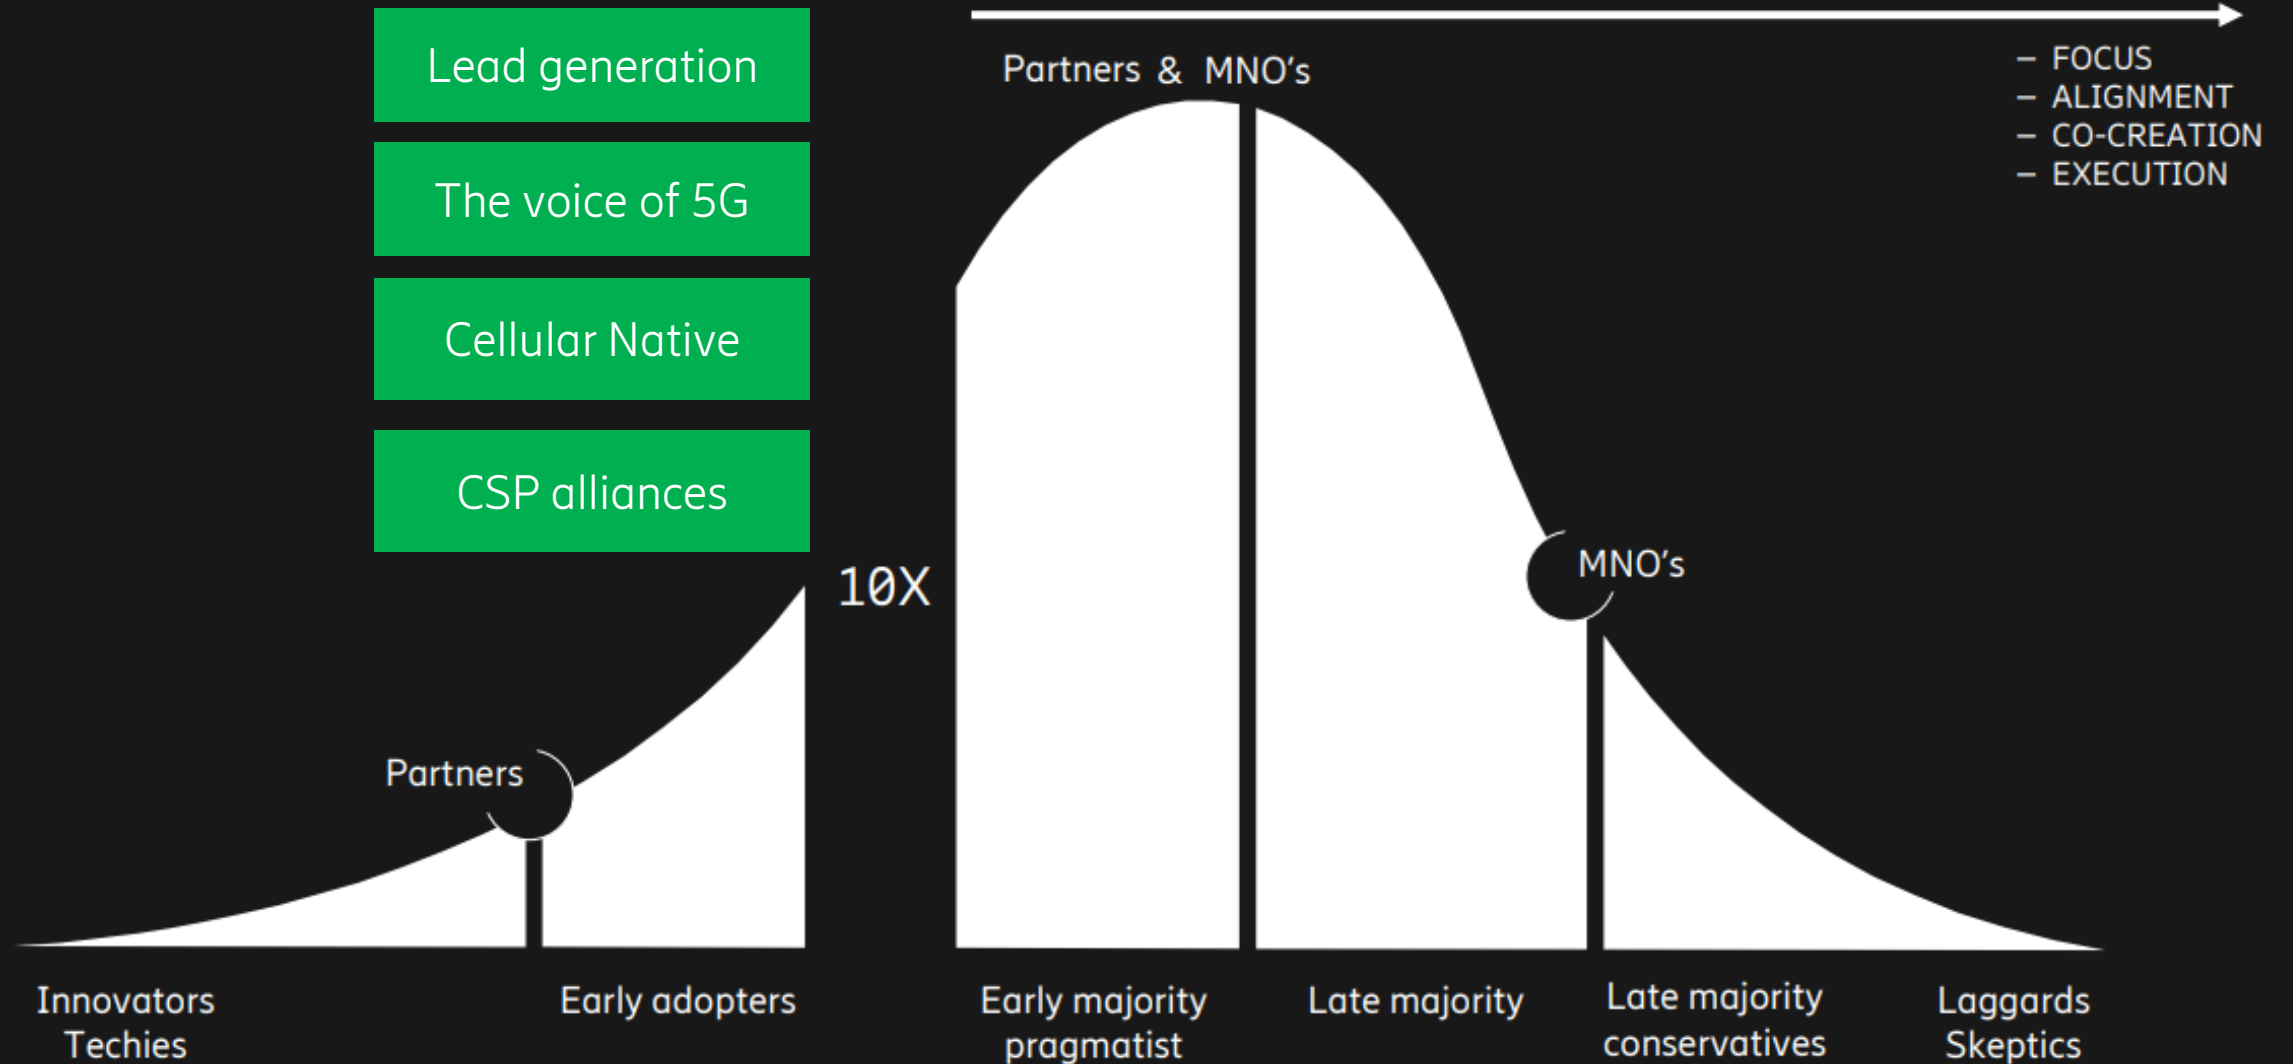 Lead generation
The voice of 5G
Cellular Native
CSP alliances
Partners & MNO's
– FOCUS
– ALIGNMENT
– CO-CREATION
– EXECUTION
10X
MNO's
Partners
Innovators
Techies
Early adopters
Early majority
pragmatist
Late majority
Late majority
conservatives
Laggards
Skeptics